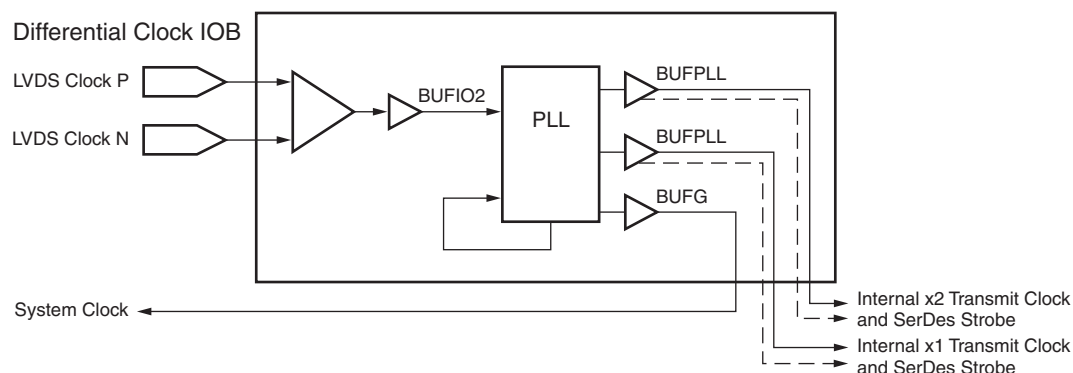 Differential Clock IOB
LVDS Clock P
LVDS Clock N
BUFIO2
PLL
BUFPLL
BUFPLL
BUFG
System Clock
Internal x2 Transmit Clock
and SerDes Strobe
Internal x1 Transmit Clock
and SerDes Strobe